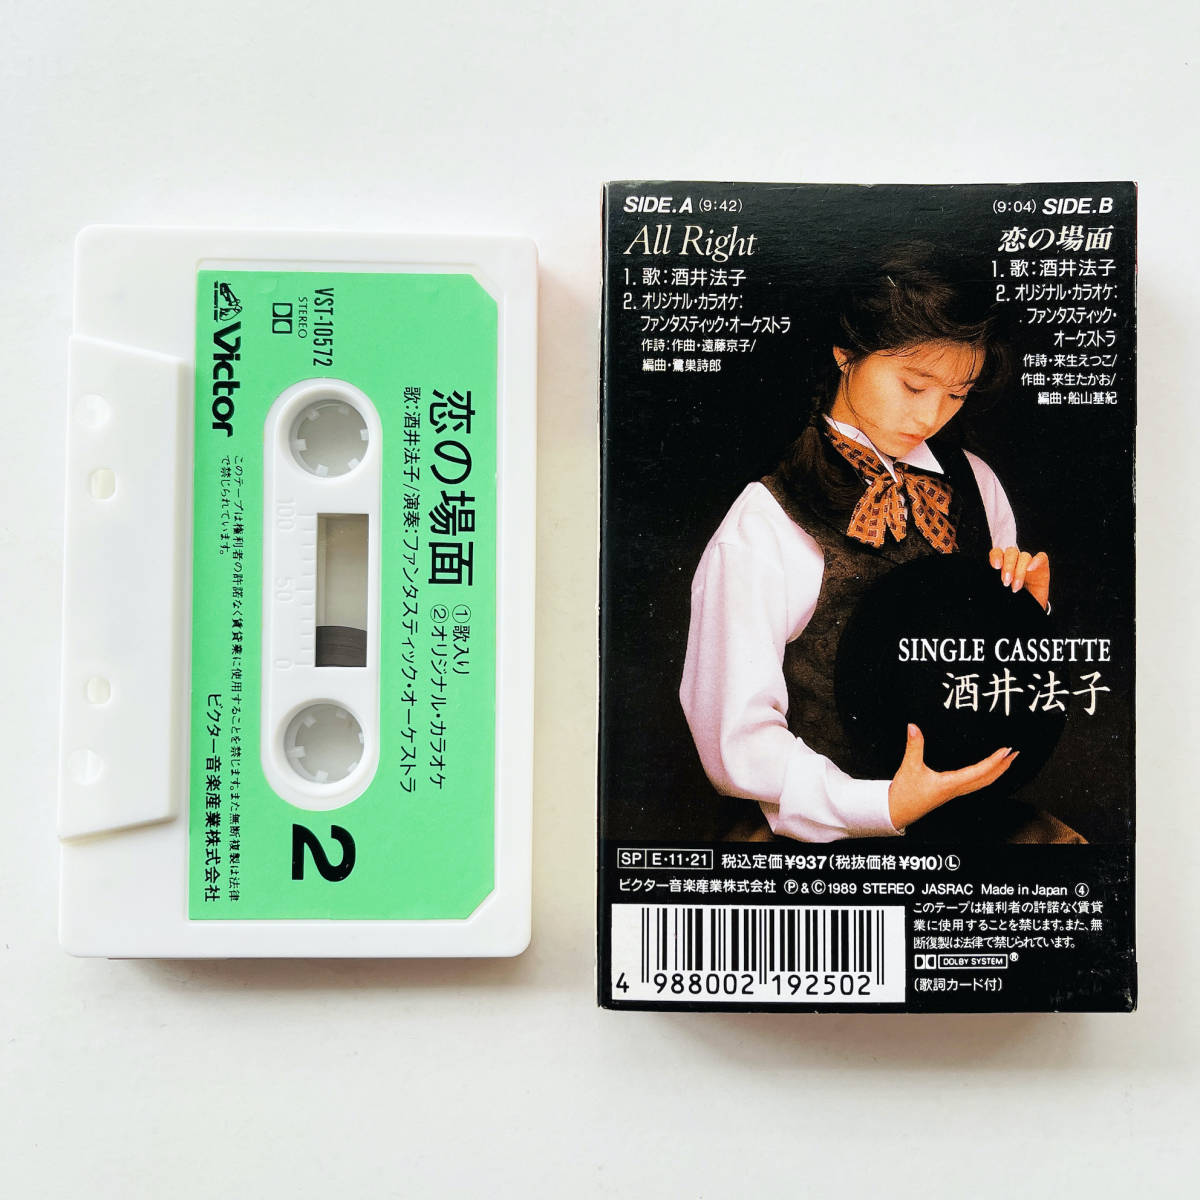 VST-10572
STEREO
Victor
恋の場面
歌:酒井法子/演奏:ファンタスティック・オーケストラ
①歌入り
②オリジナル・カラオケ
100 50 0
2
このテープは権利者の許諾なく賃貸業に使用することを禁じます。また無断複製は法律
で禁じられています。
ビクター音楽産業株式会社
SIDE.A (9:42)
All Right
1. 歌:酒井法子
2. オリジナル・カラオケ:
ファンタスティック・オーケストラ
作詩:作曲・遠藤京子/
編曲・鷺巣詩郎
(9:04) SIDE.B
恋の場面
1. 歌:酒井法子
2. オリジナル・カラオケ:
ファンタスティック・
オーケストラ
作詩・来生えつこ/
作曲・来生たかお/
編曲・船山基紀
SINGLE CASSETTE
酒井法子
SP E・11・21 税込定価¥937(税抜価格¥910)Ⓛ
ビクター音楽産業株式会社 Ⓟ&Ⓒ1989 STEREO JASRAC Made in Japan ④
このテープは権利者の許諾なく賃貸
業に使用することを禁じます。また、無
断複製は法律で禁じられています。
DOLBY SYSTEM®
(歌詞カード付)
4 988002 192502